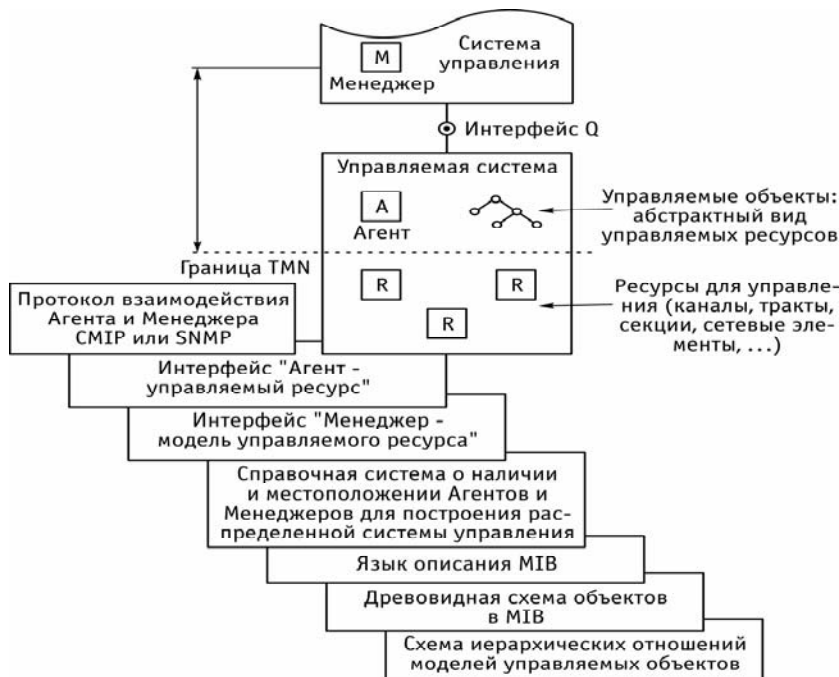 Система
управления
М
Менеджер
Интерфейс Q
Управляемая система
А
Агент
Управляемые объекты:
абстрактный вид
управляемых ресурсов
Граница TMN
R
R
R
Ресурсы для управле-
ния (каналы, тракты,
секции, сетевые эле-
менты, ...)
Протокол взаимодействия
Агента и Менеджера
CMIP или SNMP
Интерфейс "Агент -
управляемый ресурс"
Интерфейс "Менеджер -
модель управляемого ресурса"
Справочная система о наличии
и местоположении Агентов и
Менеджеров для построения рас-
пределенной системы управления
Язык описания MIB
Древовидная схема объектов
в MIB
Схема иерархических отношений
моделей управляемых объектов